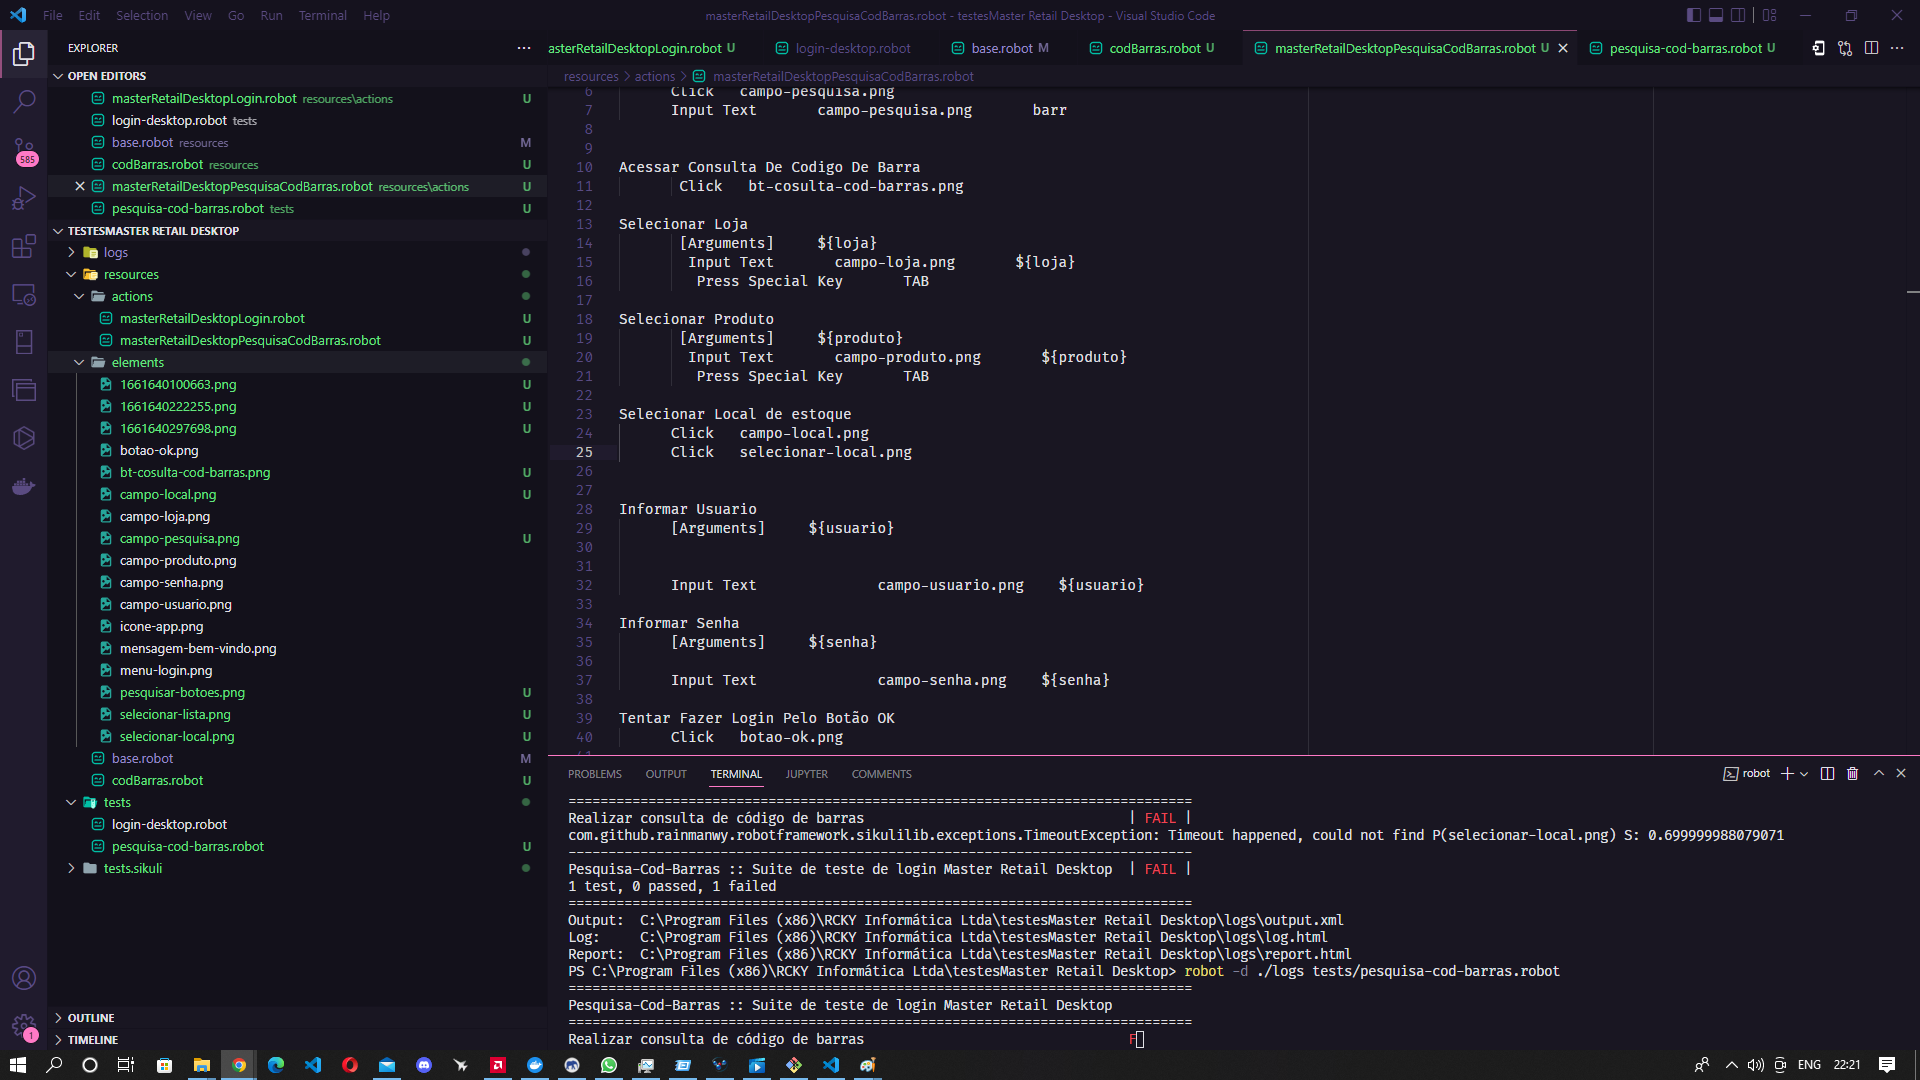 File Edit Selection View Go Run Terminal Help
masterRetailDesktopPesquisaCodBarras.robot - testesMaster Retail Desktop - Visual Studio Code
EXPLORER
OPEN EDITORS
masterRetailDesktopLogin.robot resources\actions U
login-desktop.robot tests
base.robot resources M
codBarras.robot resources U
masterRetailDesktopPesquisaCodBarras.robot resources\actions U
pesquisa-cod-barras.robot tests U
TESTESMASTER RETAIL DESKTOP
logs
resources
actions
masterRetailDesktopLogin.robot U
masterRetailDesktopPesquisaCodBarras.robot U
elements
1661640100663.png U
1661640222255.png U
1661640297698.png U
botao-ok.png
bt-cosulta-cod-barras.png U
campo-local.png U
campo-loja.png
campo-pesquisa.png U
campo-produto.png
campo-senha.png
campo-usuario.png
icone-app.png
mensagem-bem-vindo.png
menu-login.png
pesquisar-botoes.png U
selecionar-lista.png U
selecionar-local.png U
base.robot M
codBarras.robot U
tests
login-desktop.robot
pesquisa-cod-barras.robot U
tests.sikuli
OUTLINE
TIMELINE
585
1
asterRetailDesktopLogin.robot U login-desktop.robot base.robot M codBarras.robot U masterRetailDesktopPesquisaCodBarras.robot U pesquisa-cod-barras.robot U
resources > actions > masterRetailDesktopPesquisaCodBarras.robot
6 Click campo-pesquisa.png
7 Input Text campo-pesquisa.png barr
8
9
10 Acessar Consulta De Codigo De Barra
11 Click bt-cosulta-cod-barras.png
12
13 Selecionar Loja
14 [Arguments] ${loja}
15 Input Text campo-loja.png ${loja}
16 Press Special Key TAB
17
18 Selecionar Produto
19 [Arguments] ${produto}
20 Input Text campo-produto.png ${produto}
21 Press Special Key TAB
22
23 Selecionar Local de estoque
24 Click campo-local.png
25 Click selecionar-local.png
26
27
28 Informar Usuario
29 [Arguments] ${usuario}
30
31
32 Input Text campo-usuario.png ${usuario}
33
34 Informar Senha
35 [Arguments] ${senha}
36
37 Input Text campo-senha.png ${senha}
38
39 Tentar Fazer Login Pelo Botão OK
40 Click botao-ok.png
41
PROBLEMS OUTPUT TERMINAL JUPYTER COMMENTS
robot
==============================================================================
Realizar consulta de código de barras | FAIL |
com.github.rainmanwy.robotframework.sikulilib.exceptions.TimeoutException: Timeout happened, could not find P(selecionar-local.png) S: 0.699999988079071
------------------------------------------------------------------------------
Pesquisa-Cod-Barras :: Suite de teste de login Master Retail Desktop | FAIL |
1 test, 0 passed, 1 failed
==============================================================================
Output: C:\Program Files (x86)\RCKY Informática Ltda\testesMaster Retail Desktop\logs\output.xml
Log: C:\Program Files (x86)\RCKY Informática Ltda\testesMaster Retail Desktop\logs\log.html
Report: C:\Program Files (x86)\RCKY Informática Ltda\testesMaster Retail Desktop\logs\report.html
PS C:\Program Files (x86)\RCKY Informática Ltda\testesMaster Retail Desktop> robot -d ./logs tests/pesquisa-cod-barras.robot
==============================================================================
Pesquisa-Cod-Barras :: Suite de teste de login Master Retail Desktop
==============================================================================
Realizar consulta de código de barras F
ENG 22:21